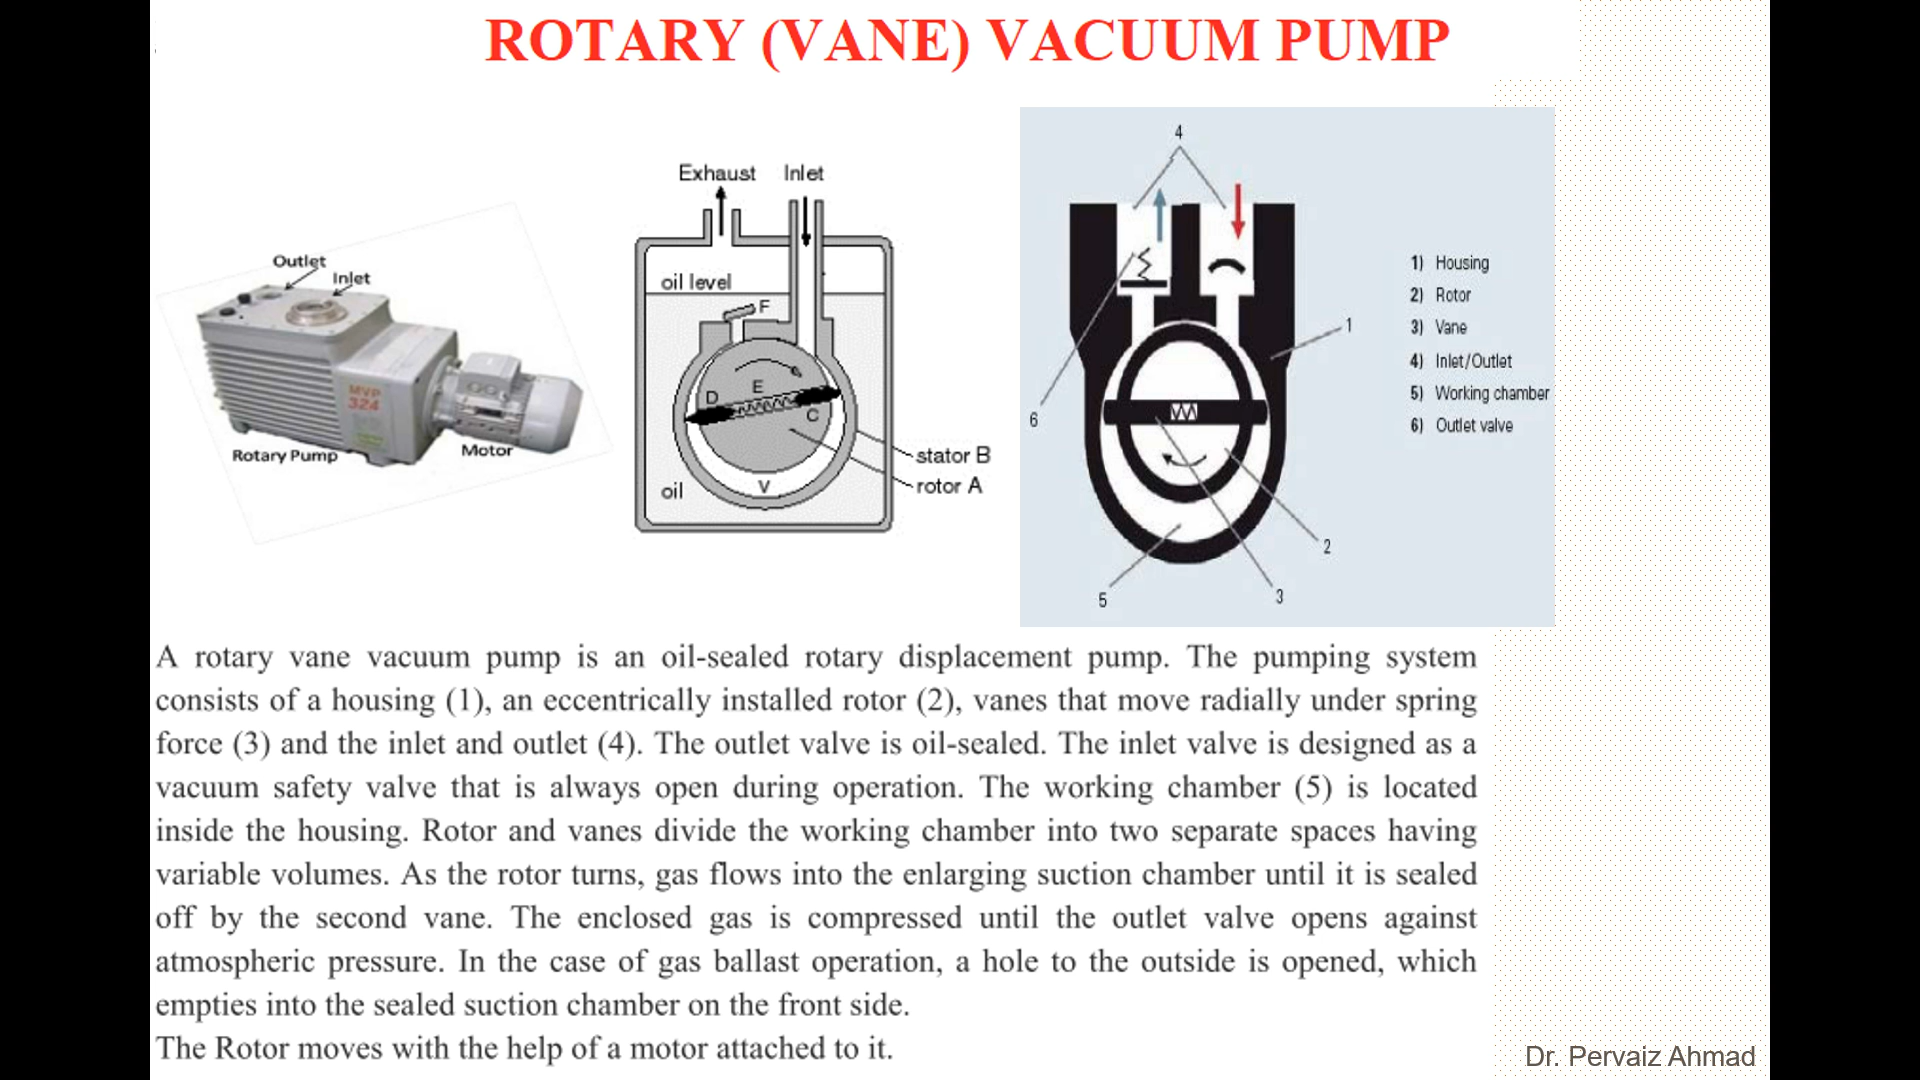 ROTARY (VANE) VACUUM PUMP
Outlet
Inlet
MVP
324
Rotary Pump
Motor
Exhaust Inlet
oil level
F
E
D
C
V
oil
stator B
rotor A
4
1
6
2
5
3
1) Housing
2) Rotor
3) Vane
4) Inlet/Outlet
5) Working chamber
6) Outlet valve
A rotary vane vacuum pump is an oil-sealed rotary displacement pump. The pumping system
consists of a housing (1), an eccentrically installed rotor (2), vanes that move radially under spring
force (3) and the inlet and outlet (4). The outlet valve is oil-sealed. The inlet valve is designed as a
vacuum safety valve that is always open during operation. The working chamber (5) is located
inside the housing. Rotor and vanes divide the working chamber into two separate spaces having
variable volumes. As the rotor turns, gas flows into the enlarging suction chamber until it is sealed
off by the second vane. The enclosed gas is compressed until the outlet valve opens against
atmospheric pressure. In the case of gas ballast operation, a hole to the outside is opened, which
empties into the sealed suction chamber on the front side.
The Rotor moves with the help of a motor attached to it.
Dr. Pervaiz Ahmad